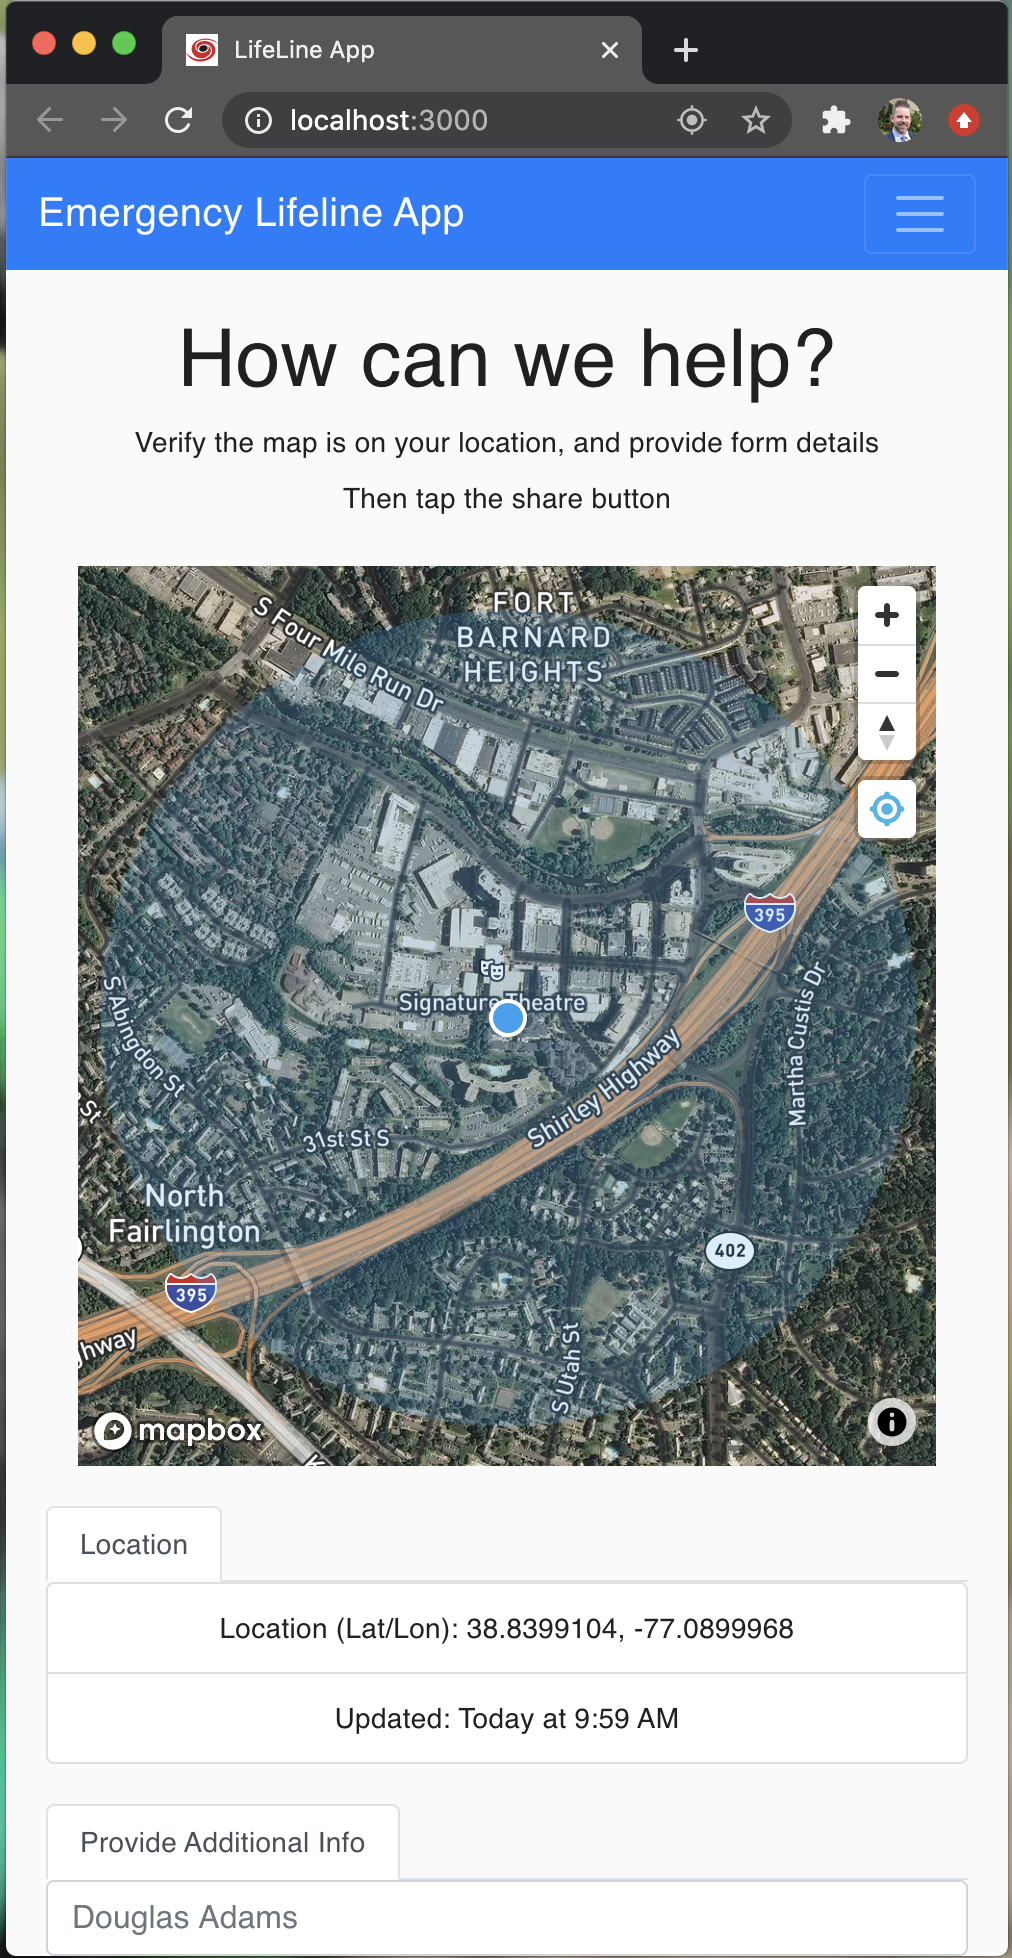 LifeLine App
localhost:3000
Emergency Lifeline App
How can we help?
Verify the map is on your location, and provide form details
Then tap the share button
S Four Mile Run Dr
FORT
BARNARD
HEIGHTS
395
Signature Theatre
S Abingdon St
Martha Custis Dr
Shirley Highway
St
31st St S
North
Fairlington
402
395
hway
S Utah St
K
mapbox
Location
Location (Lat/Lon): 38.8399104, -77.0899968
Updated: Today at 9:59 AM
Provide Additional Info
Douglas Adams